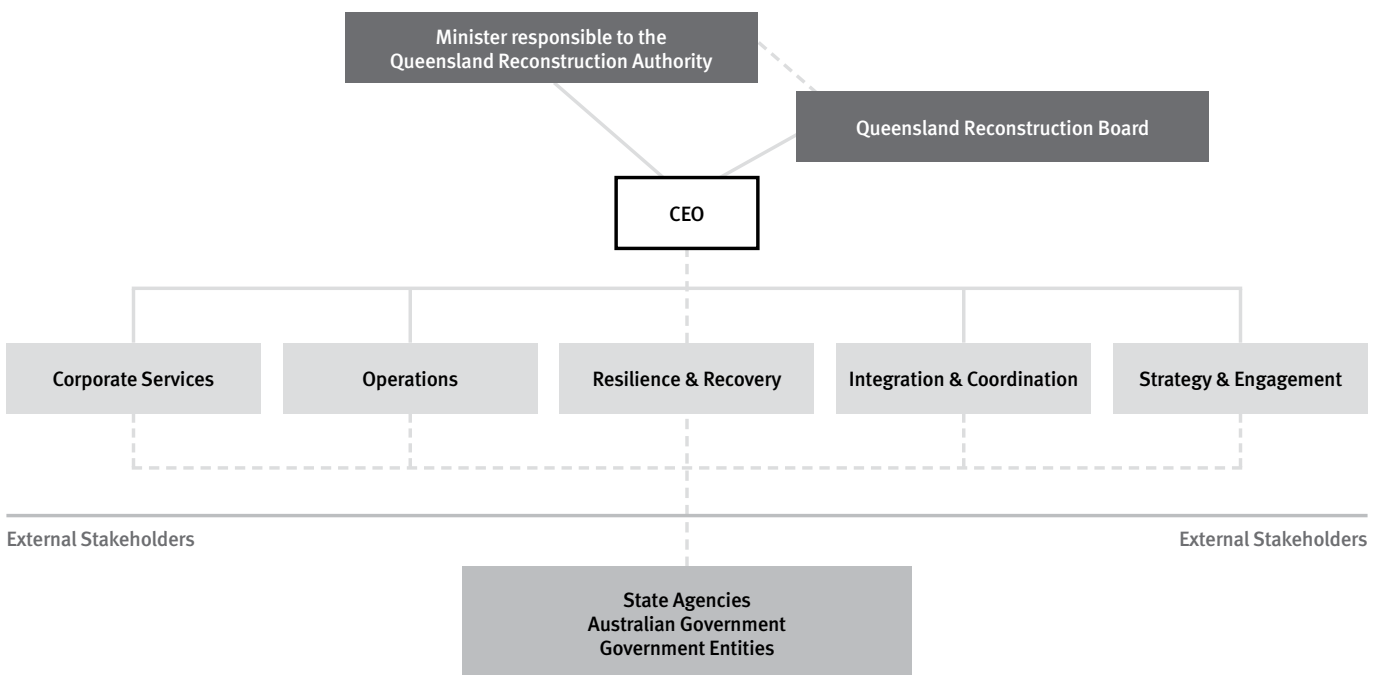 Minister responsible to the
Queensland Reconstruction Authority
Queensland Reconstruction Board
CEO
Corporate Services
Operations
Resilience & Recovery
Integration & Coordination
Strategy & Engagement
External Stakeholders
External Stakeholders
State Agencies
Australian Government
Government Entities